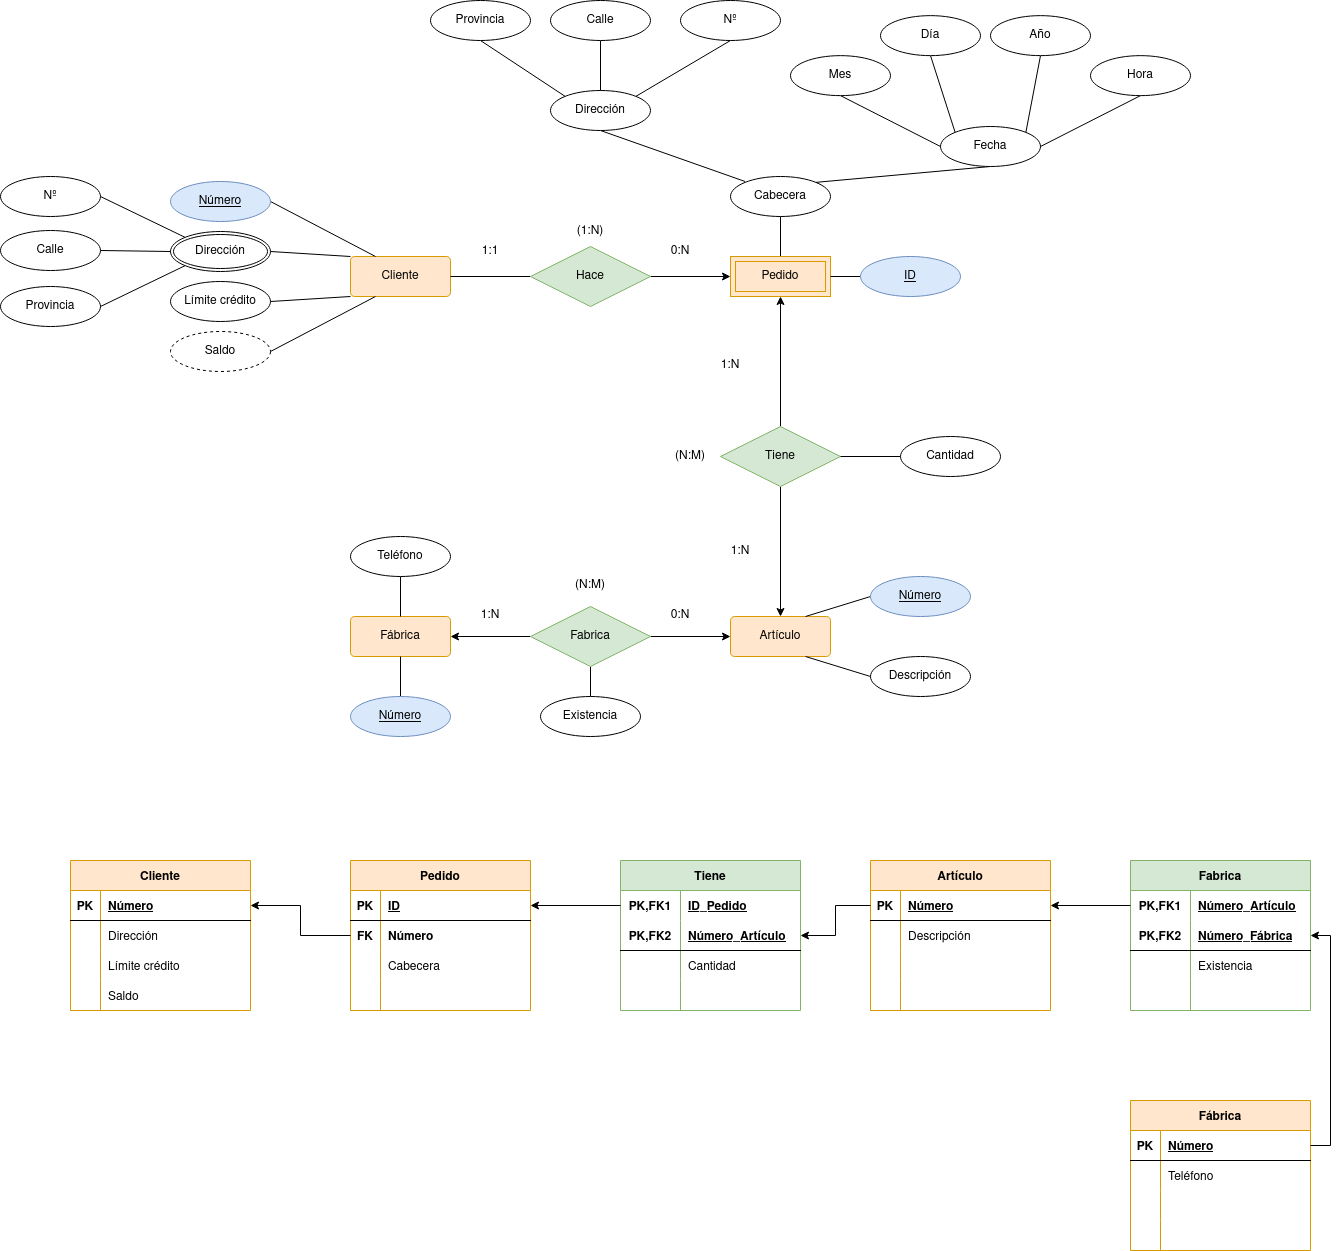 Provincia
Calle
Nº
Día
Año
Mes
Hora
Dirección
Fecha
Nº
Número
Cabecera
Calle
Dirección
(1:N)
1:1
0:N
Cliente
Hace
Pedido
ID
Provincia
Límite crédito
Saldo
1:N
(N:M)
Tiene
Cantidad
1:N
Teléfono
(N:M)
Número
1:N
0:N
Fábrica
Fabrica
Artículo
Descripción
Número
Existencia
Cliente
PK Número
Dirección
Límite crédito
Saldo
Pedido
PK ID
FK Número
Cabecera
Tiene
PK,FK1 ID_Pedido
PK,FK2 Número_Artículo
Cantidad
Artículo
PK Número
Descripción
Fabrica
PK,FK1 Número_Artículo
PK,FK2 Número_Fábrica
Existencia
Fábrica
PK Número
Teléfono